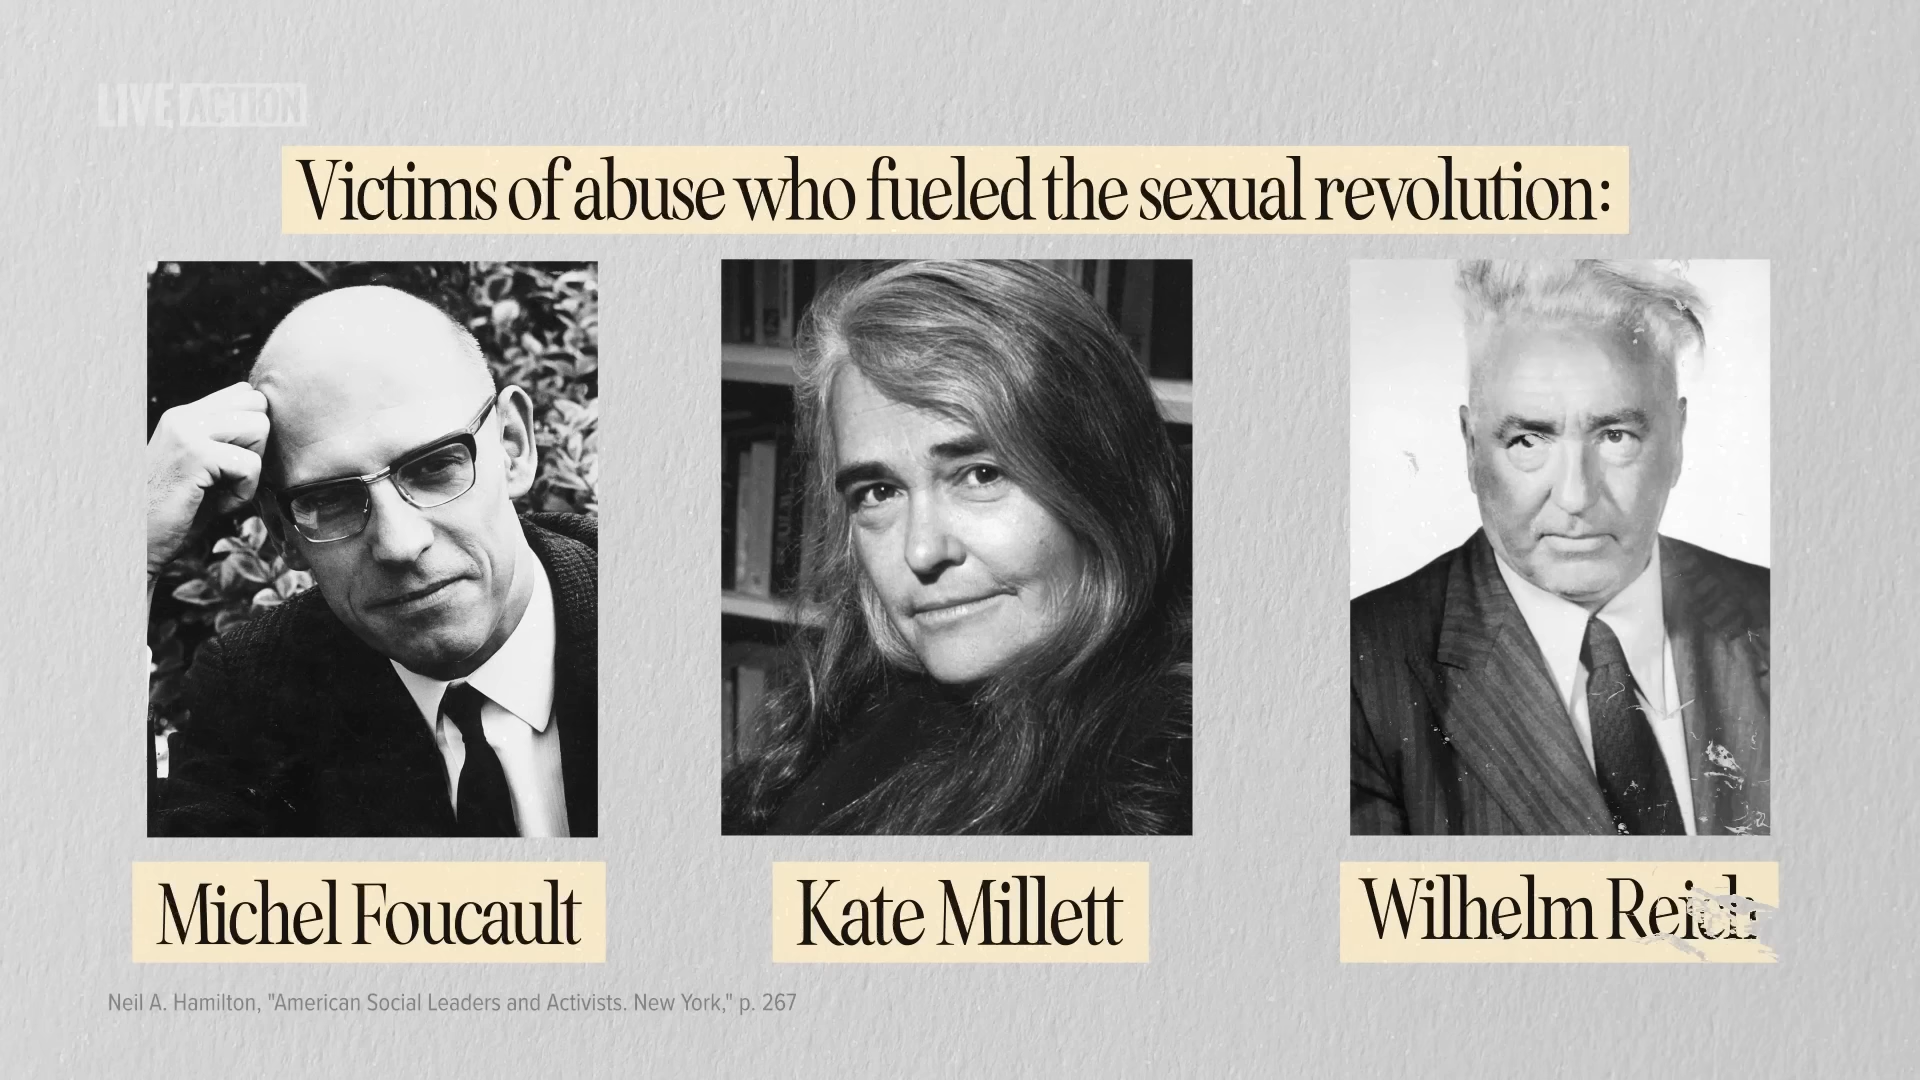 LIVE ACTION
Victims of abuse who fueled the sexual revolution:
Michel Foucault
Kate Millett
Wilhelm Reich
Neil A. Hamilton, "American Social Leaders and Activists. New York," p. 267